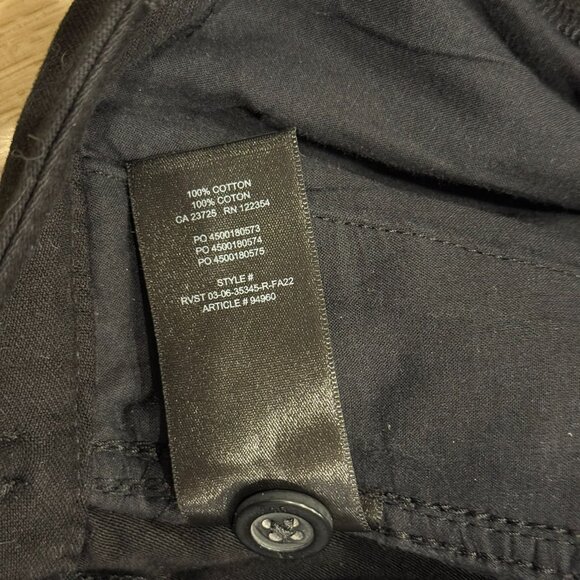 100% COTTON
100% COTON
CA 23725 RN 122354
PO 4500180573
PO 4500180574
PO 4500180575
STYLE #
RVST 03-06-35345-R-FA22
ARTICLE # 94960